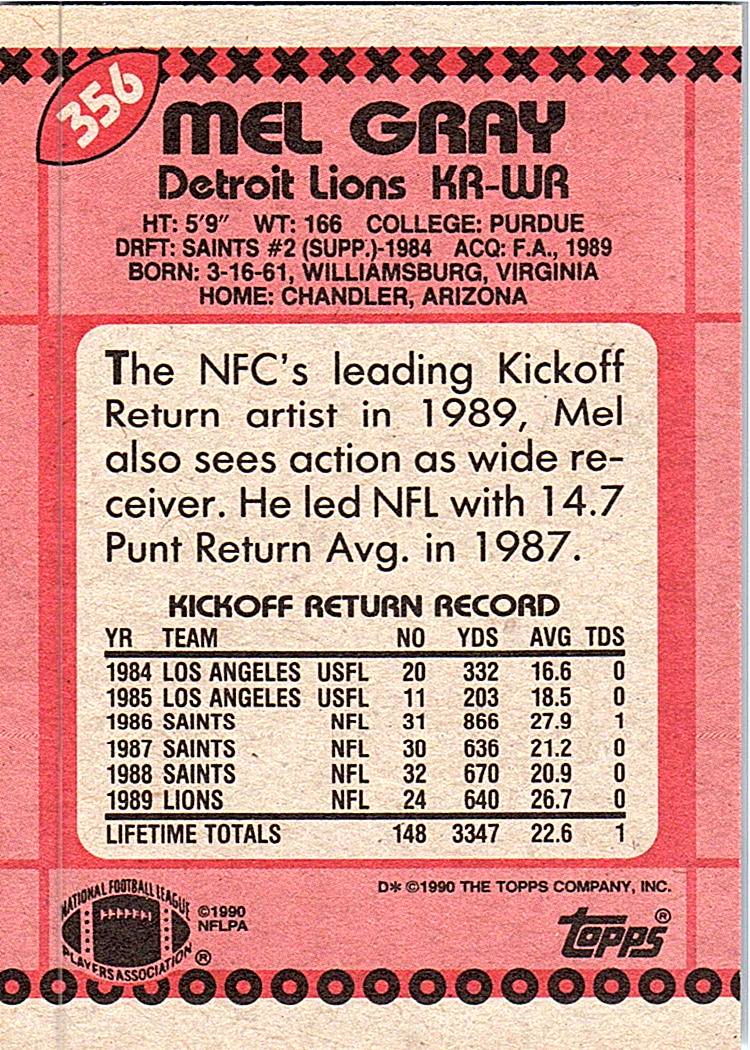 356
MEL GRAY
Detroit Lions KR-WR
HT: 5'9" WT: 166 COLLEGE: PURDUE
DRFT: SAINTS #2 (SUPP.)-1984 ACQ: F.A., 1989
BORN: 3-16-61, WILLIAMSBURG, VIRGINIA
HOME: CHANDLER, ARIZONA
The NFC's leading Kickoff
Return artist in 1989, Mel
also sees action as wide re-
ceiver. He led NFL with 14.7
Punt Return Avg. in 1987.
KICKOFF RETURN RECORD
YR TEAM NO YDS AVG TDS
1984 LOS ANGELES USFL 20 332 16.6 0
1985 LOS ANGELES USFL 11 203 18.5 0
1986 SAINTS NFL 31 866 27.9 1
1987 SAINTS NFL 30 636 21.2 0
1988 SAINTS NFL 32 670 20.9 0
1989 LIONS NFL 24 640 26.7 0
LIFETIME TOTALS 148 3347 22.6 1
D* ©1990 THE TOPPS COMPANY, INC.
NATIONAL FOOTBALL LEAGUE
PLAYERS ASSOCIATION ®
©1990
NFLPA
topps®